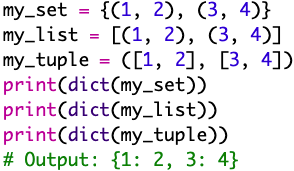 my_set = {(1, 2), (3, 4)}
my_list = [(1, 2), (3, 4)]
my_tuple = ([1, 2], [3, 4])
print(dict(my_set))
print(dict(my_list))
print(dict(my_tuple))
# Output: {1: 2, 3: 4}